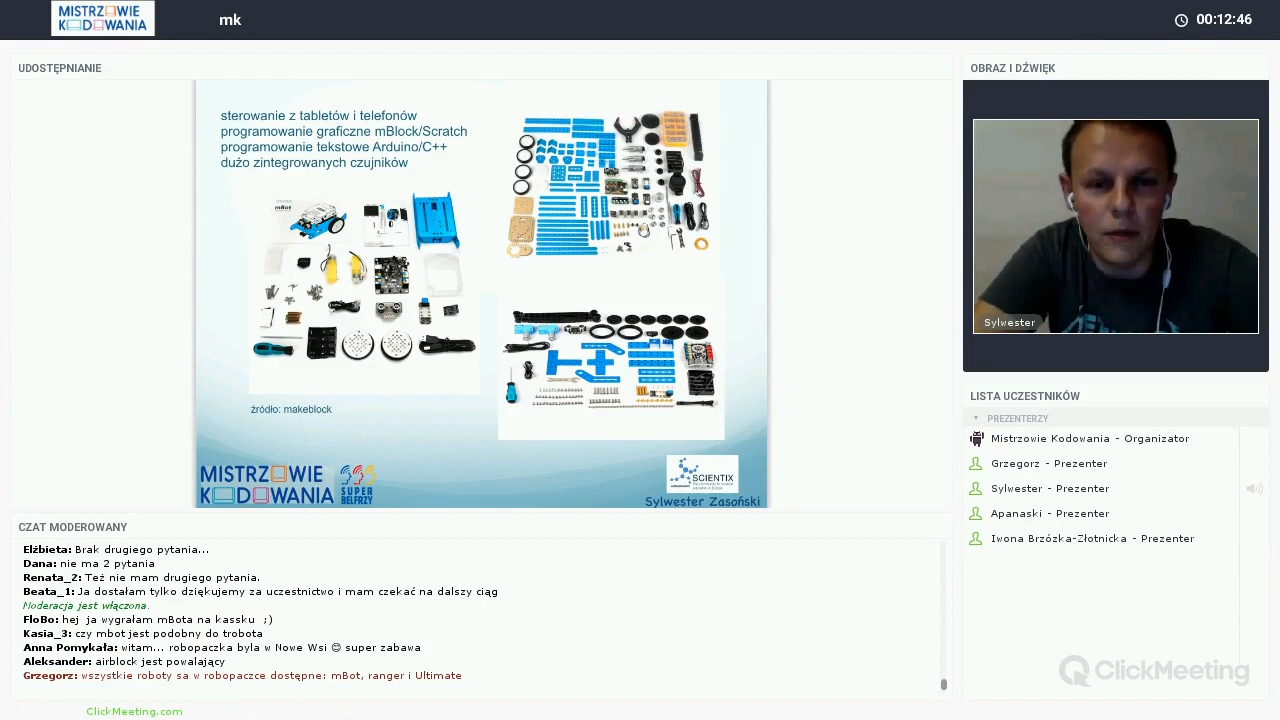 MISTRZOWIE
KODOWANIA
mk
00:12:46
UDOSTĘPNIANIE
sterowanie z tabletów i telefonów
programowanie graficzne mBlock/Scratch
programowanie tekstowe Arduino/C++
dużo zintegrowanych czujników
mBot
źródło: makeblock
MISTRZOWIE
KODOWANIA
SUPER
BELFRZY
SCIENTIX
Sylwester Zasoński
OBRAZ I DŹWIĘK
Sylwester
LISTA UCZESTNIKÓW
PREZENTERZY
Mistrzowie Kodowania - Organizator
Grzegorz - Prezenter
Sylwester - Prezenter
Apanaski - Prezenter
Iwona Brzózka-Złotnicka - Prezenter
ClickMeeting
CZAT MODEROWANY
Elżbieta: Brak drugiego pytania...
Dana: nie ma 2 pytania
Renata_2: Też nie mam drugiego pytania.
Beata_1: Ja dostałam tylko dziękujemy za uczestnictwo i mam czekać na dalszy ciąg
Moderacja jest włączona.
FloBo: hej ja wygrałam mBota na kassku ;)
Kasia_3: czy mbot jest podobny do trobota
Anna Pomykała: witam... robopaczka byla w Nowe Wsi 😊 super zabawa
Aleksander: airblock jest powalający
Grzegorz: wszystkie roboty sa w robopaczce dostępne: mBot, ranger i Ultimate
ClickMeeting.com